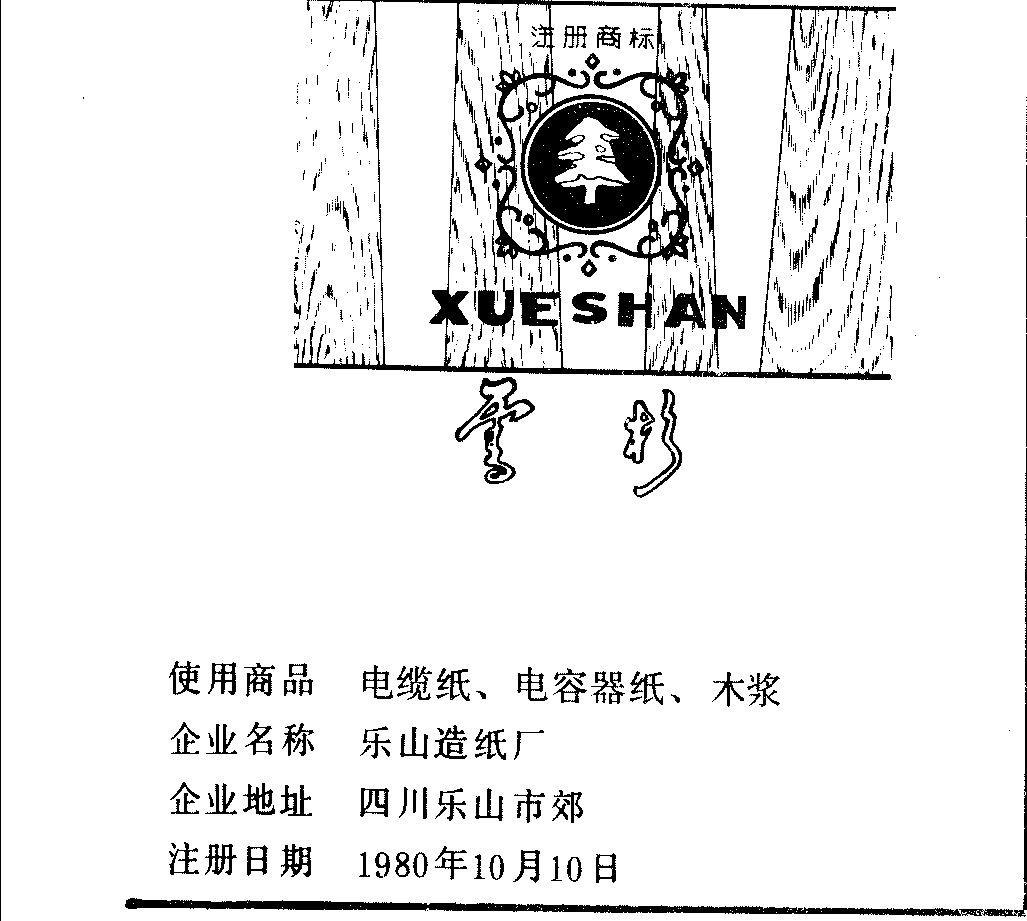 注册商标
XUESHAN
雪杉
使用商品 电缆纸、电容器纸、木浆
企业名称 乐山造纸厂
企业地址 四川乐山市郊
注册日期 1980年10月10日